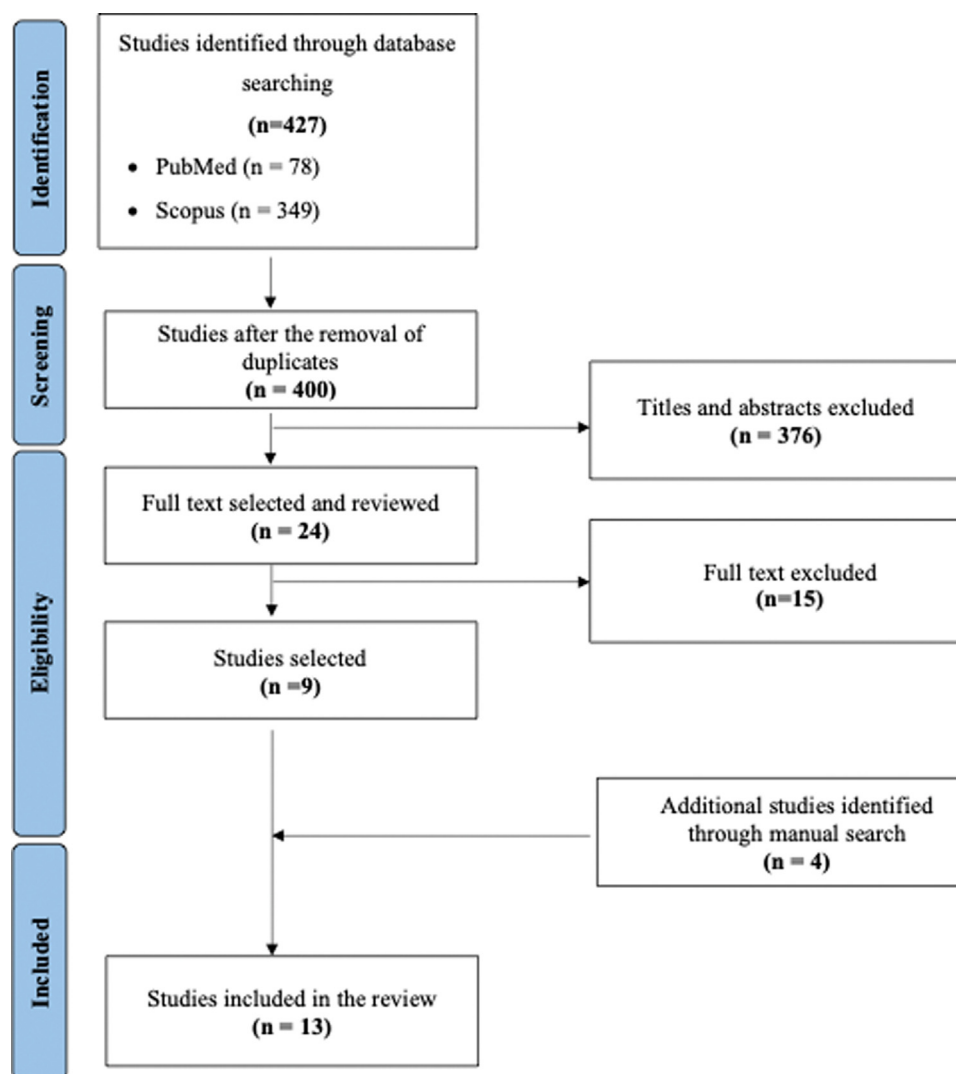 Identification
Studies identified through database
searching
(n=427)
• PubMed (n = 78)
• Scopus (n = 349)
Screening
Studies after the removal of
duplicates
(n = 400)
Titles and abstracts excluded
(n = 376)
Eligibility
Full text selected and reviewed
(n = 24)
Full text excluded
(n=15)
Studies selected
(n =9)
Additional studies identified
through manual search
(n = 4)
Included
Studies included in the review
(n = 13)